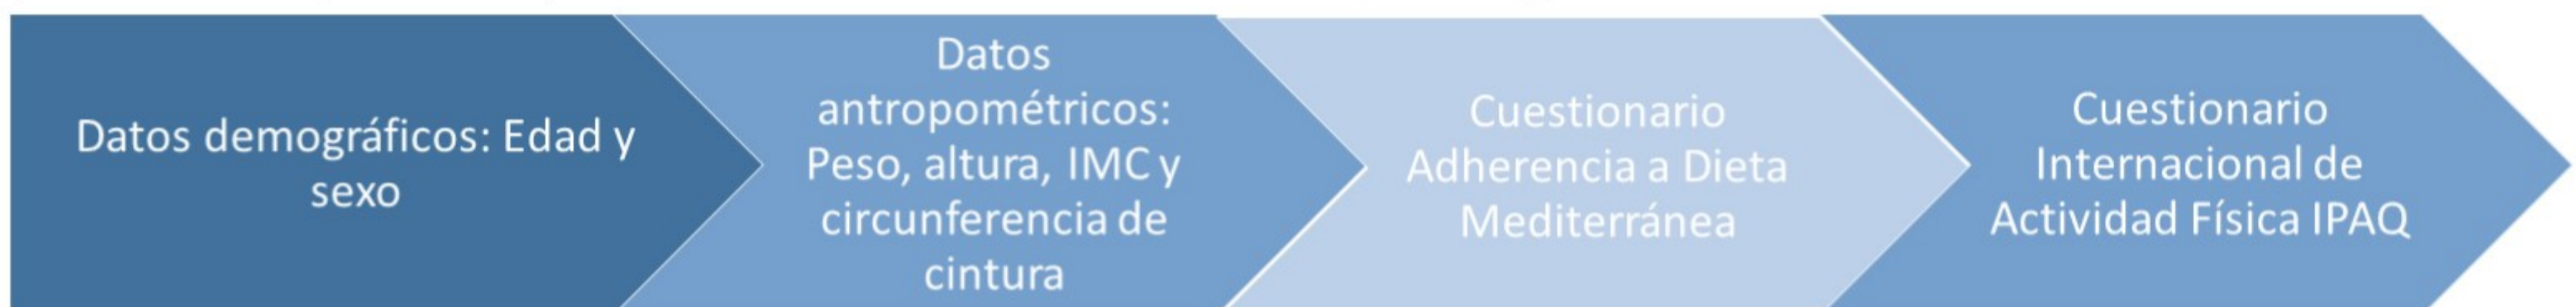 Datos demográficos: Edad y
sexo
Datos
antropométricos:
Peso, altura, IMC y
circunferencia de
cintura
Cuestionario
Adherencia a Dieta
Mediterránea
Cuestionario
Internacional de
Actividad Física IPAQ